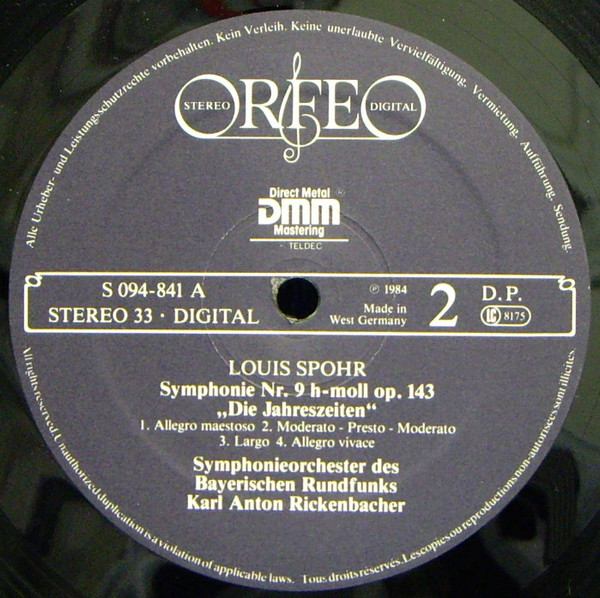 Alle Urheber- und Leistungsschutzrechte vorbehalten. Kein Verleih. Keine unerlaubte Vervielfältigung. Vermietung. Aufführung. Sendung.
STEREO ORFEO DIGITAL
Direct Metal ®
DMM
Mastering
TELDEC
S 094-841 A
STEREO 33 · DIGITAL
℗ 1984
Made in
West Germany
2
D.P.
LC 8175
LOUIS SPOHR
Symphonie Nr. 9 h-moll op. 143
„Die Jahreszeiten“
1. Allegro maestoso 2. Moderato - Presto - Moderato
3. Largo 4. Allegro vivace
Symphonieorchester des
Bayerischen Rundfunks
Karl Anton Rickenbacher
All rights reserved Unauthorized duplication is a violation of applicable laws. Tous droits réservés. Les copies ou reproductions non-autorisées sont illicites